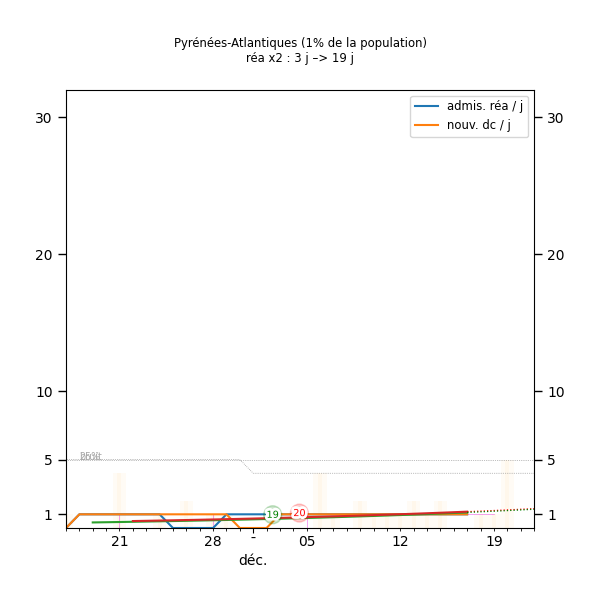 Pyrénées-Atlantiques (1% de la population)
réa x2 : 3 j –> 19 j
admis. réa / j
nouv. dc / j
30 30
20 20
10 10
5 5
1 1
19 20
21 28 - 05 12 19
déc.